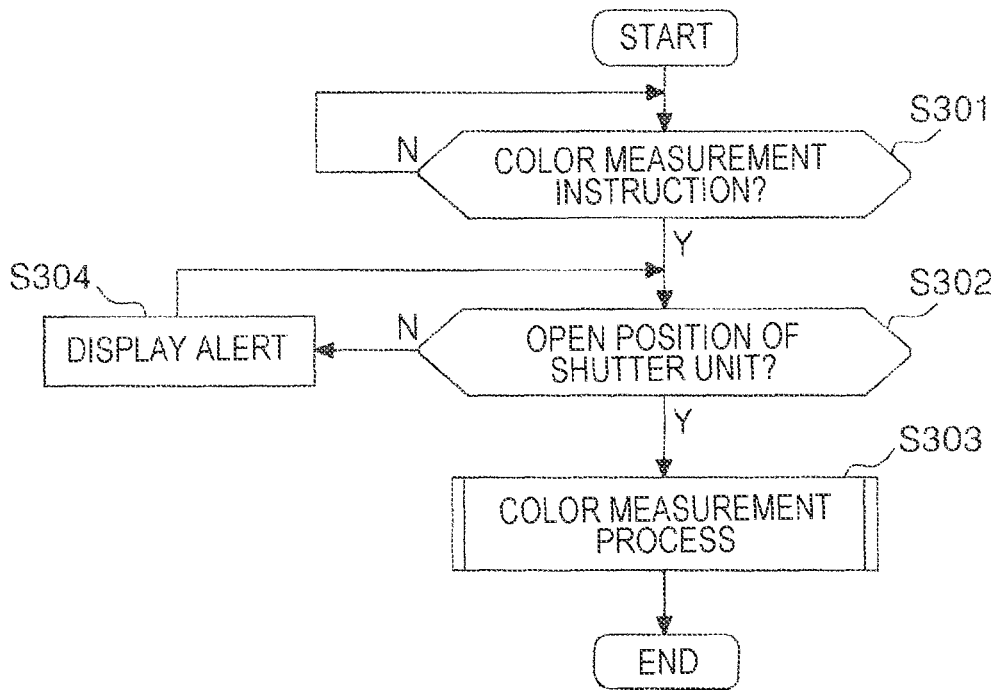 START
S301
N
COLOR MEASUREMENT
INSTRUCTION?
Y
S304
S302
DISPLAY ALERT
N
OPEN POSITION OF
SHUTTER UNIT?
Y
S303
COLOR MEASUREMENT
PROCESS
END